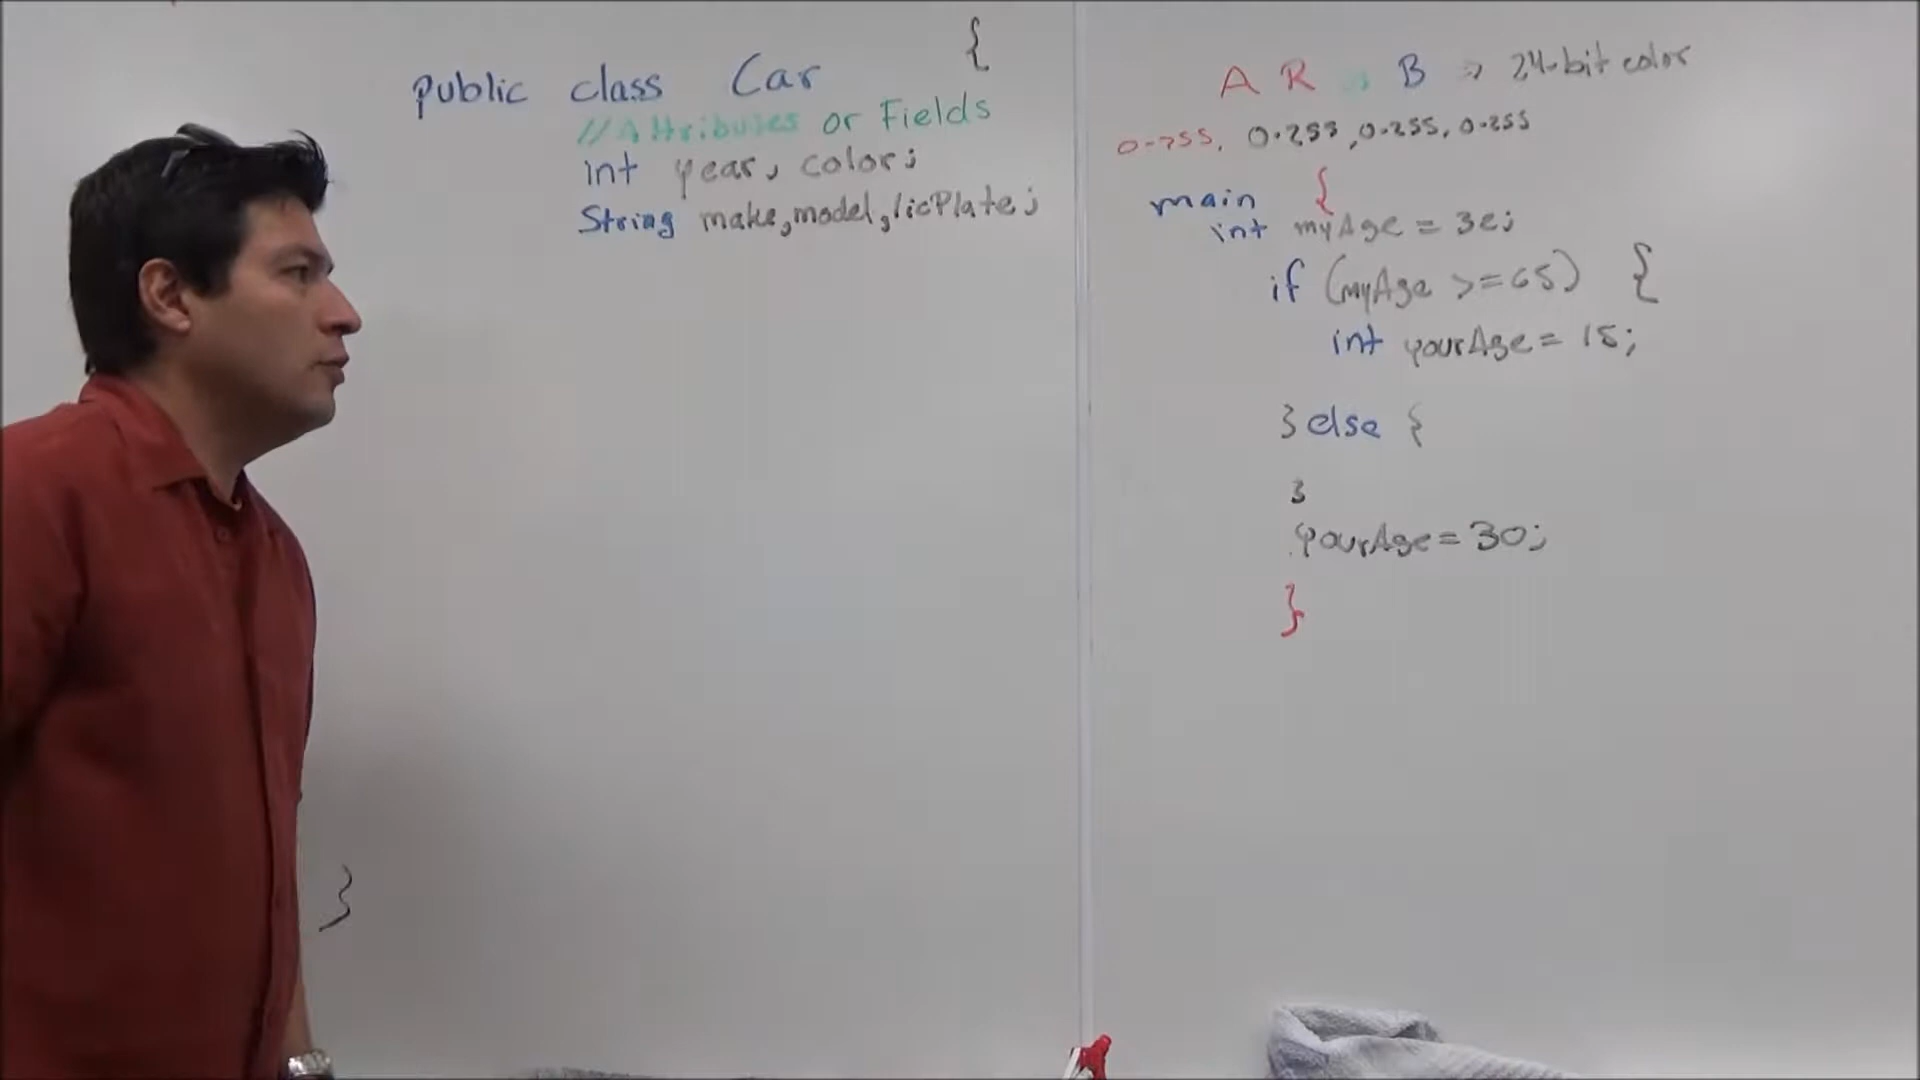 public class Car {
//Attributes or Fields
int year, color;
String make, model, licPlate;
}
A R G B => 24-bit color
0-255, 0-255, 0-255, 0-255
main {
int myAge =
if (myAge >= 65) {
int yourAge = 18;
} else {
}
yourAge = 30;
}